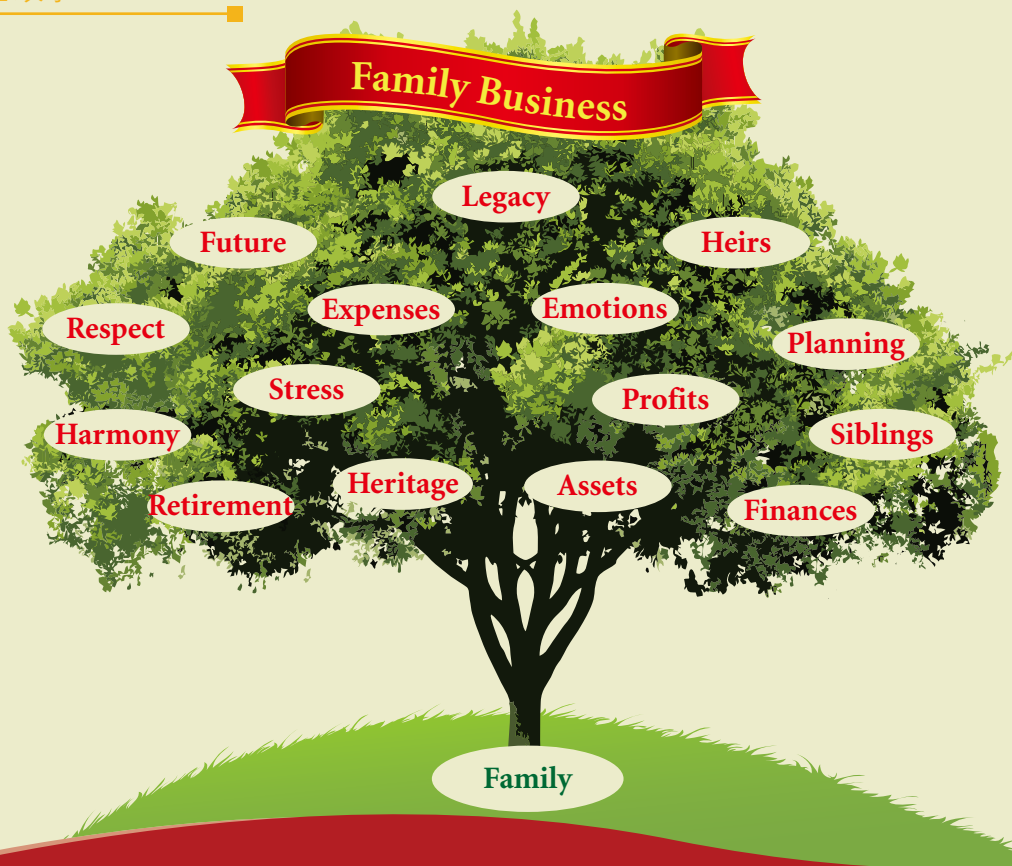 Family Business
Legacy
Future
Heirs
Expenses
Emotions
Respect
Planning
Stress
Profits
Harmony
Siblings
Heritage
Assets
Retirement
Finances
Family